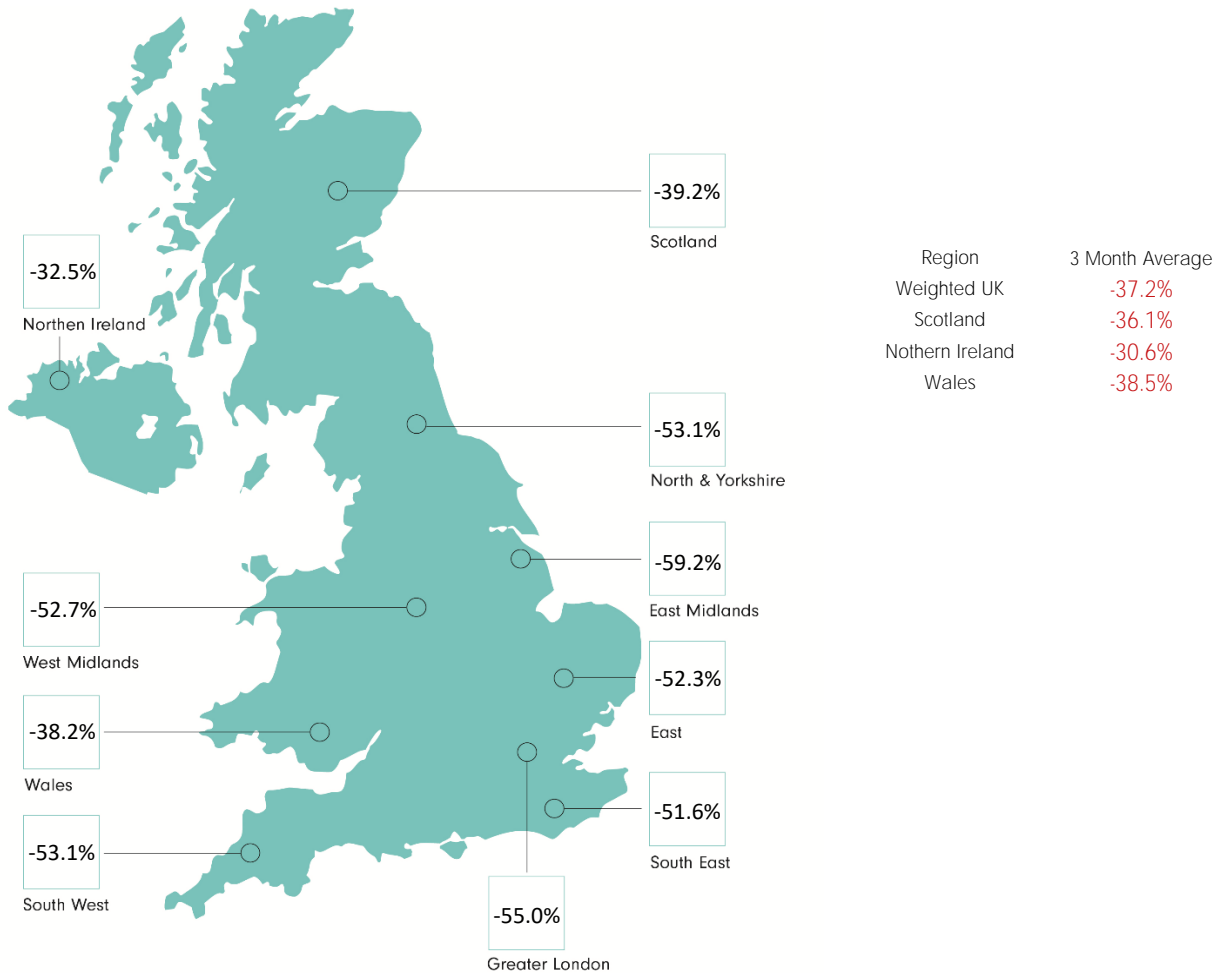 -39.2%
Scotland
-32.5%
Northen Ireland
-53.1%
North & Yorkshire
-59.2%
East Midlands
-52.7%
West Midlands
-52.3%
East
-38.2%
Wales
-51.6%
South East
-53.1%
South West
-55.0%
Greater London
Region 3 Month Average
Weighted UK -37.2%
Scotland -36.1%
Nothern Ireland -30.6%
Wales -38.5%